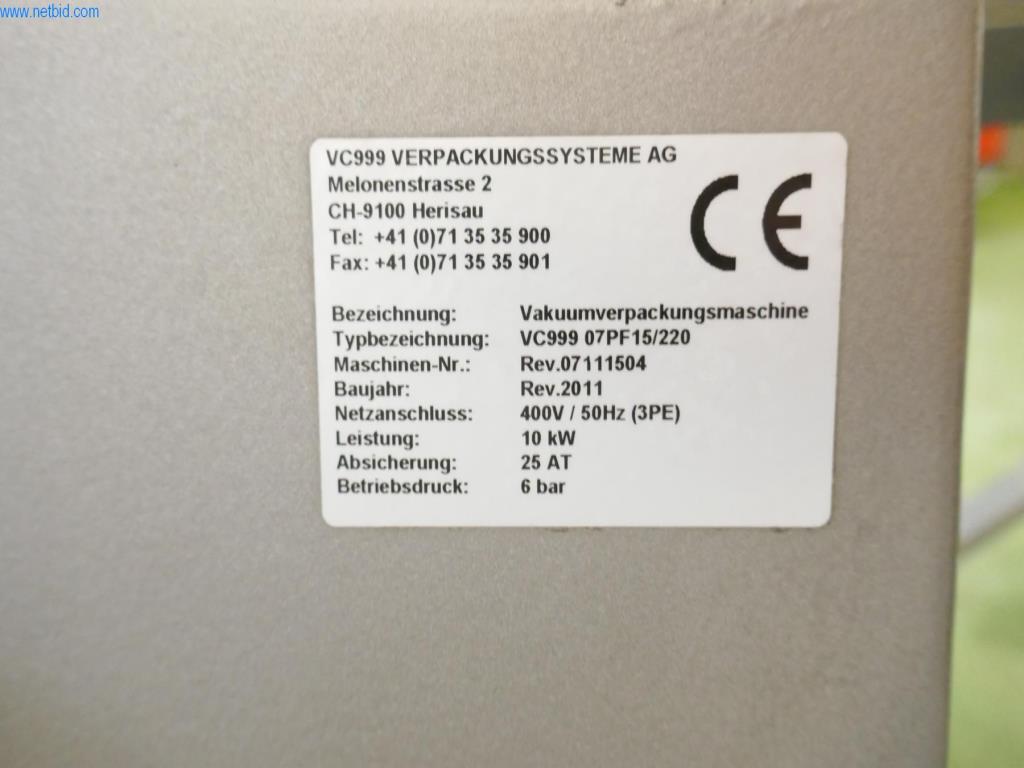 www.netbid.com
VC999 VERPACKUNGSSYSTEME AG
Melonenstrasse 2
CH-9100 Herisau
Tel: +41 (0)71 35 35 900
Fax: +41 (0)71 35 35 901
CE
Bezeichnung: Vakuumverpackungsmaschine
Typbezeichnung: VC999 07PF15/220
Maschinen-Nr.: Rev.07111504
Baujahr: Rev.2011
Netzanschluss: 400V / 50Hz (3PE)
Leistung: 10 kW
Absicherung: 25 AT
Betriebsdruck: 6 bar